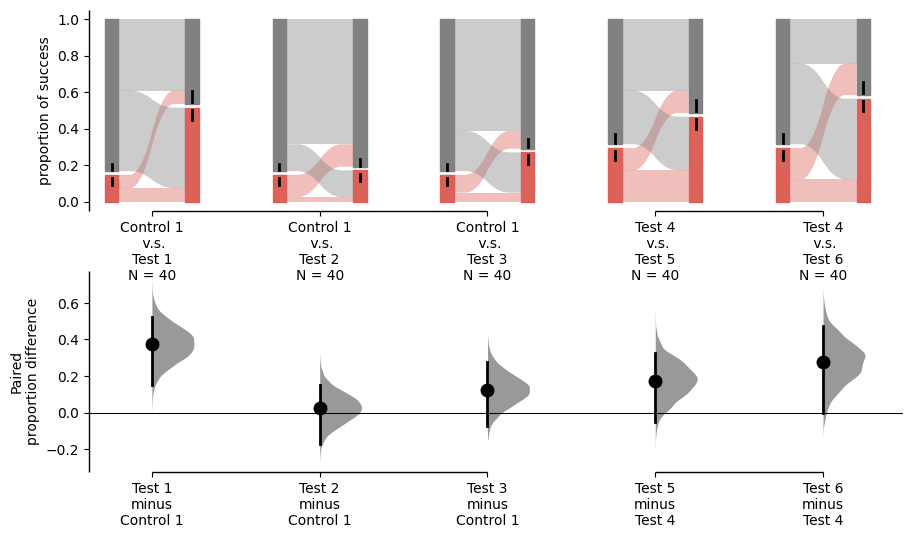 proportion of success
1.0
0.8
0.6
0.4
0.2
0.0
Control 1
v.s.
Test 1
N = 40
Control 1
v.s.
Test 2
N = 40
Control 1
v.s.
Test 3
N = 40
Test 4
v.s.
Test 5
N = 40
Test 4
v.s.
Test 6
N = 40
Paired
proportion difference
0.6
0.4
0.2
0.0
−0.2
Test 1
minus
Control 1
Test 2
minus
Control 1
Test 3
minus
Control 1
Test 5
minus
Test 4
Test 6
minus
Test 4